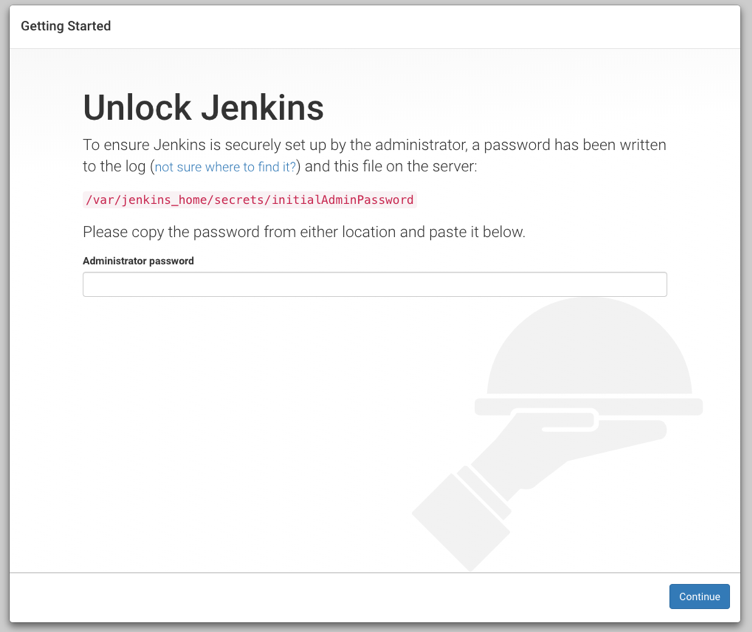 Getting Started
Unlock Jenkins
To ensure Jenkins is securely set up by the administrator, a password has been written
to the log (not sure where to find it?) and this file on the server:
/var/jenkins_home/secrets/initialAdminPassword
Please copy the password from either location and paste it below.
Administrator password
Continue